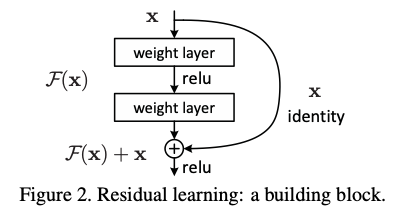 x
weight layer
F(x)
relu
x
weight layer
identity
F(x) + x
relu
Figure 2. Residual learning: a building block.